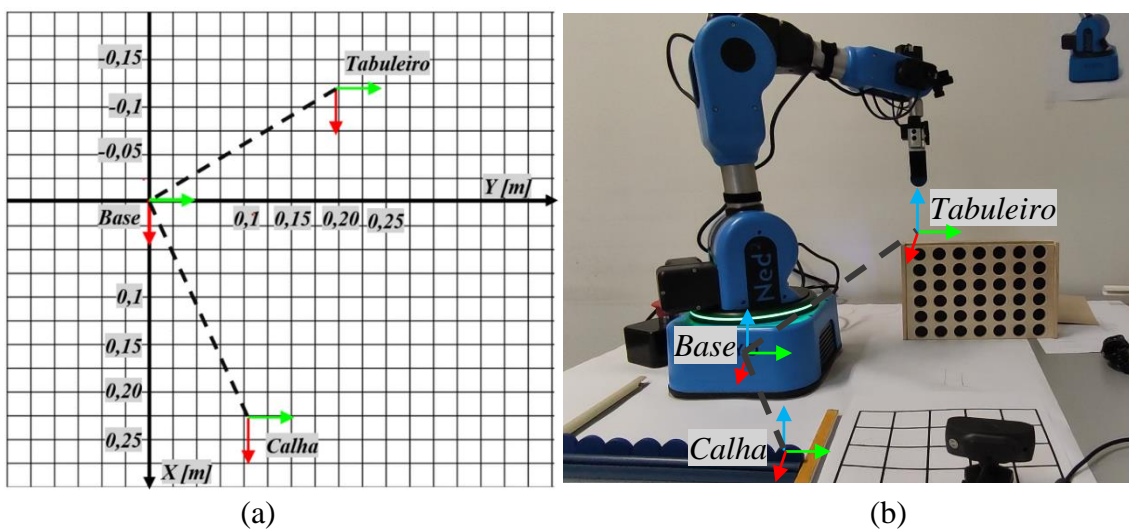 -0,15
Tabuleiro
-0,1
-0,05
Y [m]
Base
0,1
0,15
0,20
0,25
0,1
0,15
0,20
0,25
Calha
X [m]
(a)
Tabuleiro
Ned²
Base
Calha
(b)